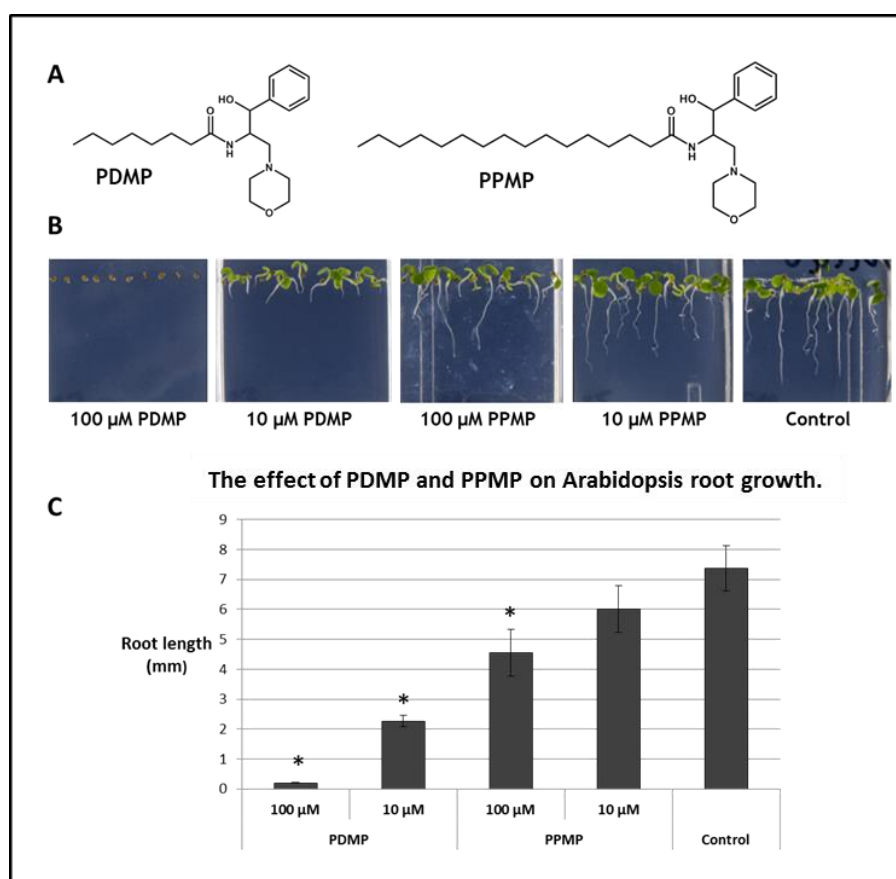 A
HO
O
N
H
N
O
PDMP
HO
O
N
H
N
O
PPMP
B
100 µM PDMP
10 µM PDMP
100 µM PPMP
10 µM PPMP
Control
The effect of PDMP and PPMP on Arabidopsis root growth.
C
9
8
7
6
5
4
3
2
1
0
Root length
(mm)
*
*
*
100 µM
10 µM
100 µM
10 µM
PDMP
PPMP
Control